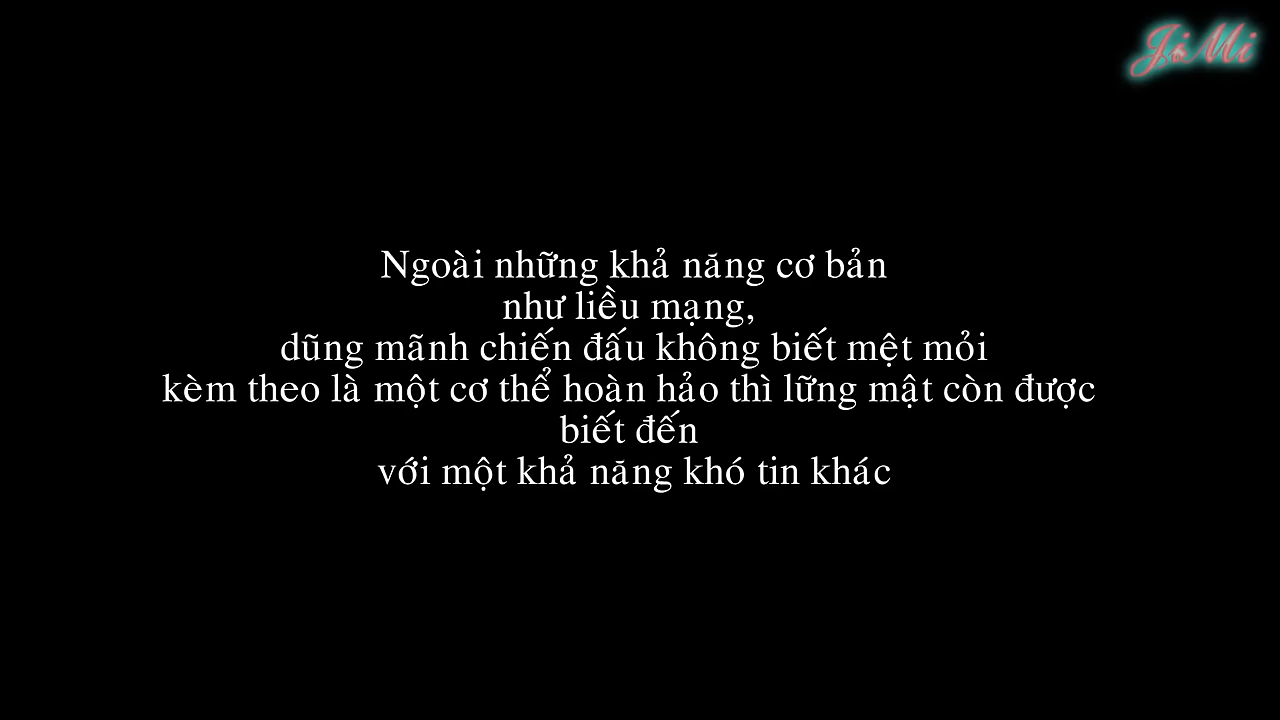 JiMi
Ngoài những khả năng cơ bản
như liều mạng,
dũng mãnh chiến đấu không biết mệt mỏi
kèm theo là một cơ thể hoàn hảo thì lững mật còn được
biết đến
với một khả năng khó tin khác